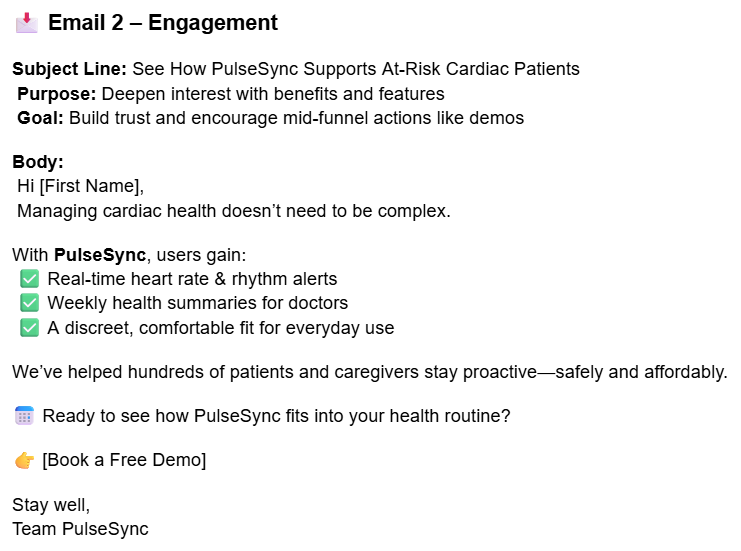 Email 2 – Engagement
Subject Line: See How PulseSync Supports At-Risk Cardiac Patients
Purpose: Deepen interest with benefits and features
Goal: Build trust and encourage mid-funnel actions like demos
Body:
Hi [First Name],
Managing cardiac health doesn’t need to be complex.
With PulseSync, users gain:
✅ Real-time heart rate & rhythm alerts
✅ Weekly health summaries for doctors
✅ A discreet, comfortable fit for everyday use
We’ve helped hundreds of patients and caregivers stay proactive—safely and affordably.
Ready to see how PulseSync fits into your health routine?
👉 [Book a Free Demo]
Stay well,
Team PulseSync